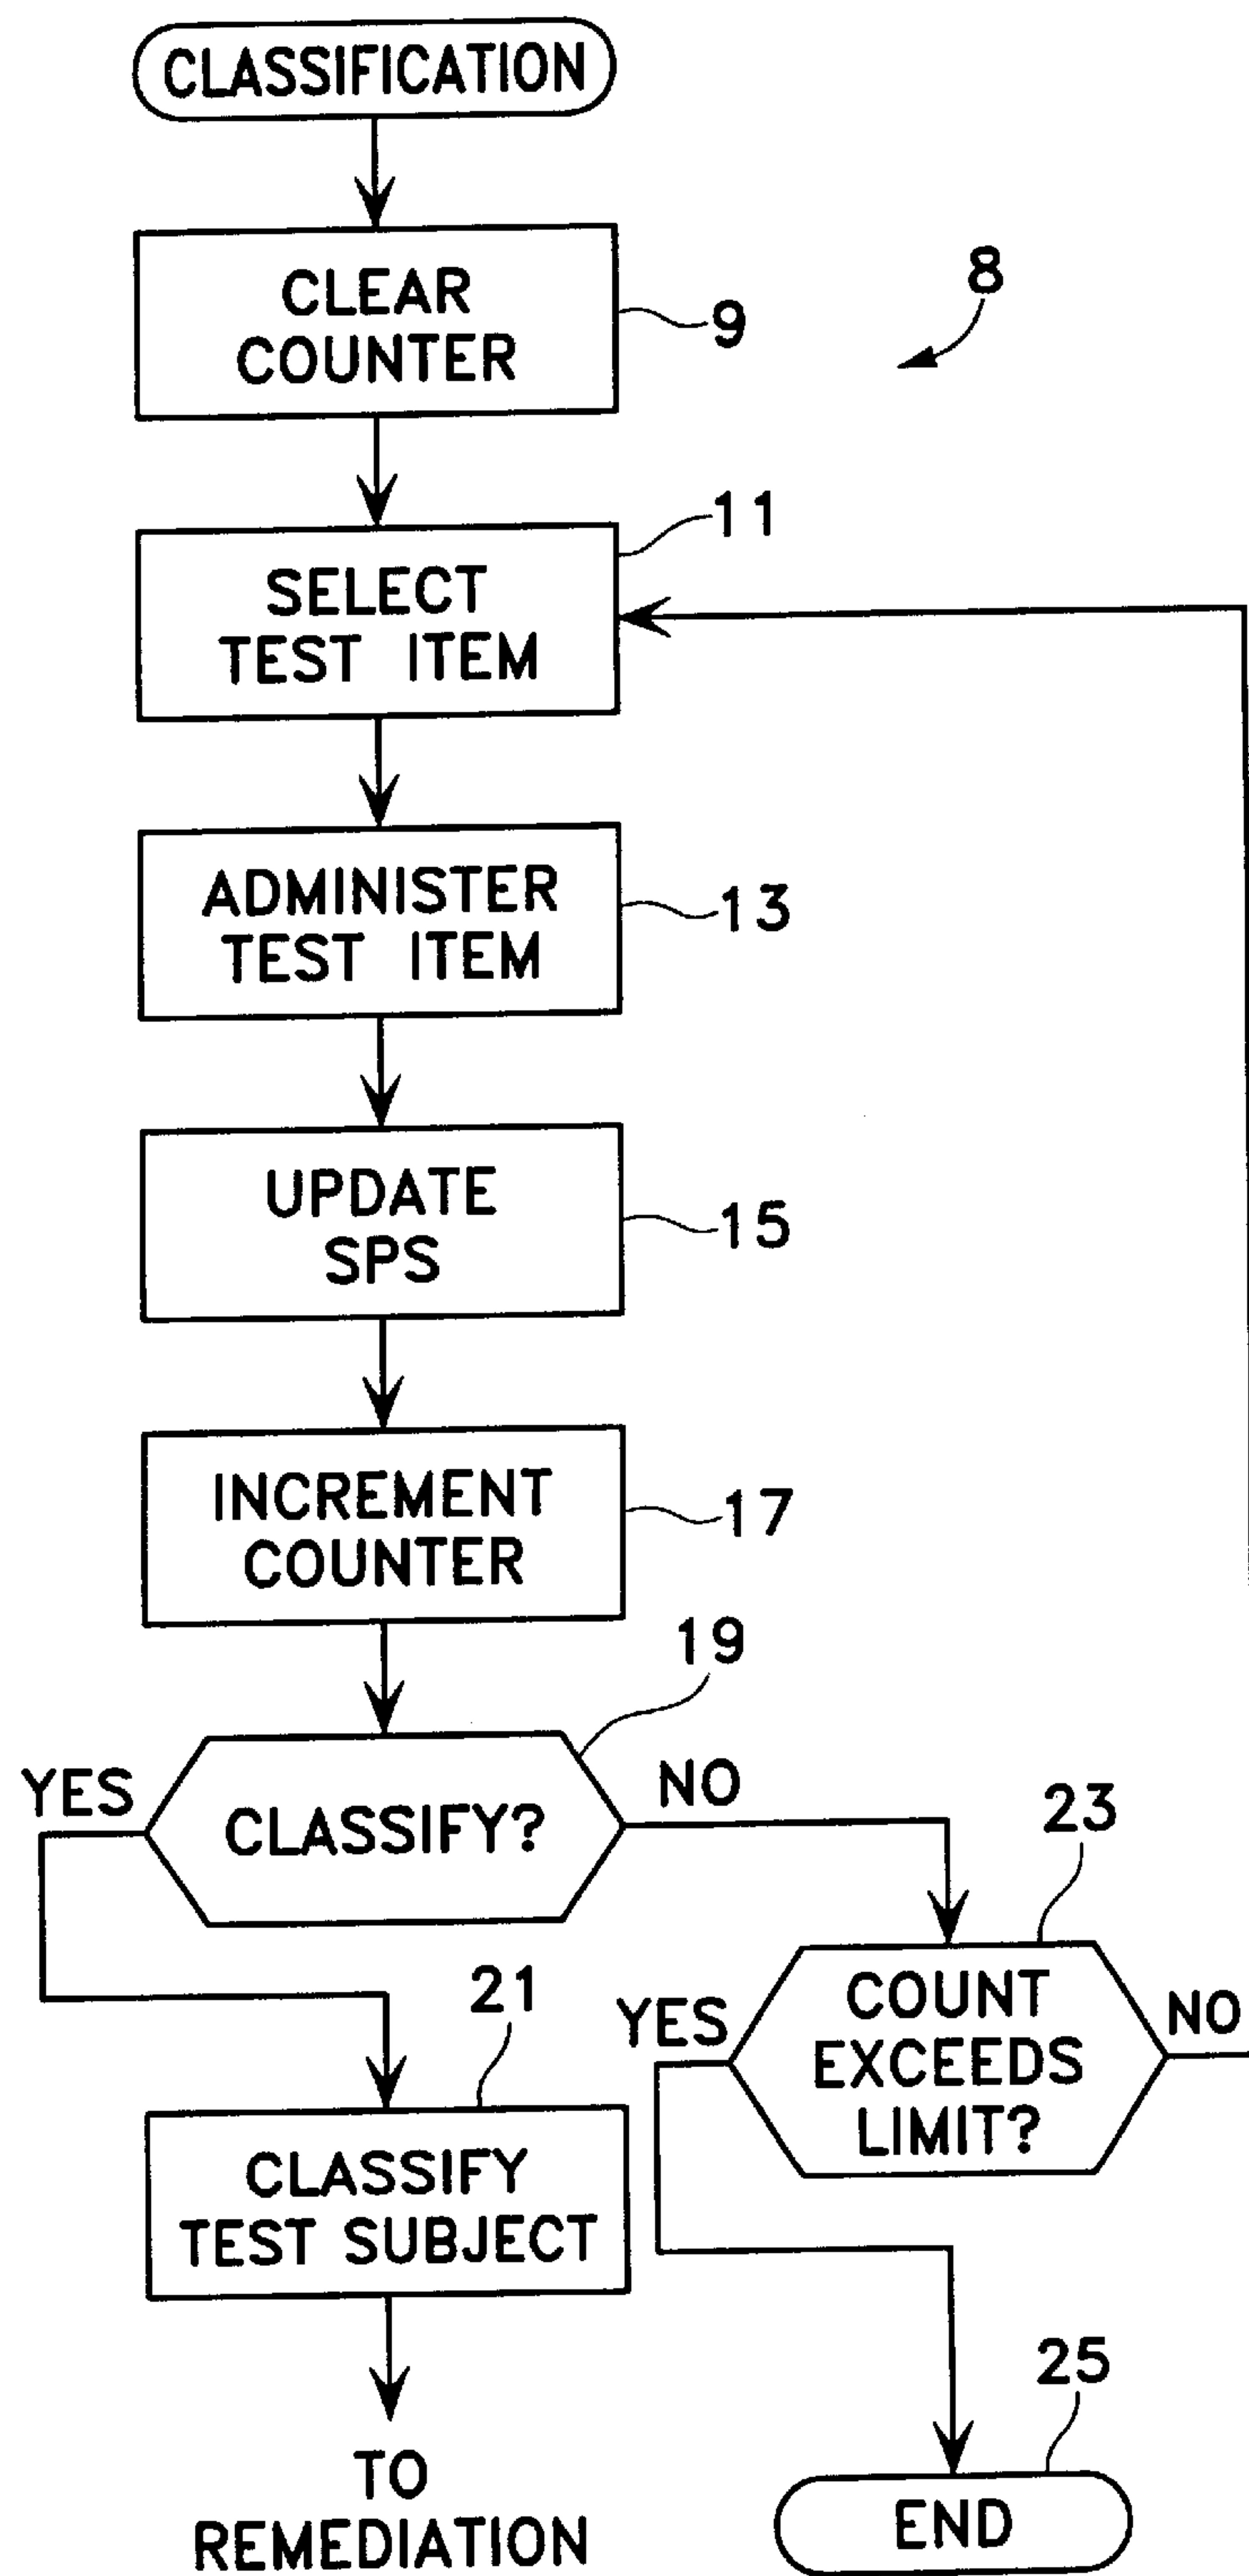 CLASSIFICATION
CLEAR
COUNTER
9
8
SELECT
TEST ITEM
11
ADMINISTER
TEST ITEM
13
UPDATE
SPS
15
INCREMENT
COUNTER
17
19
YES
CLASSIFY?
NO
23
YES
COUNT
EXCEEDS
LIMIT?
NO
21
CLASSIFY
TEST SUBJECT
TO
REMEDIATION
25
END